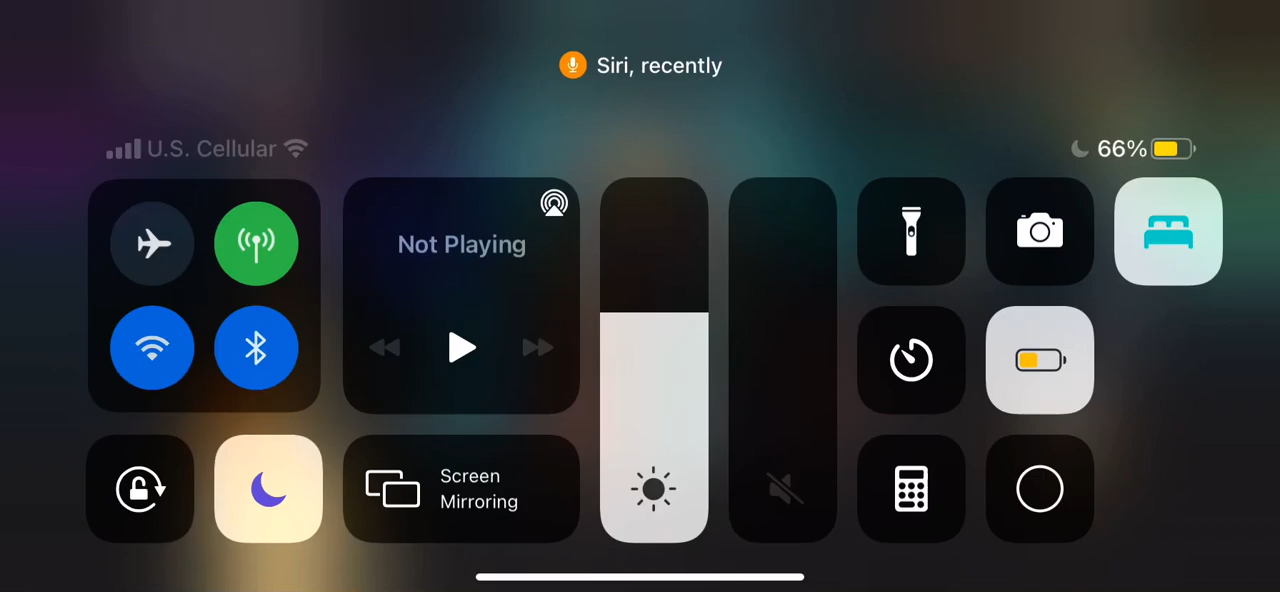 Siri, recently
U.S. Cellular
66%
Not Playing
Screen
Mirroring